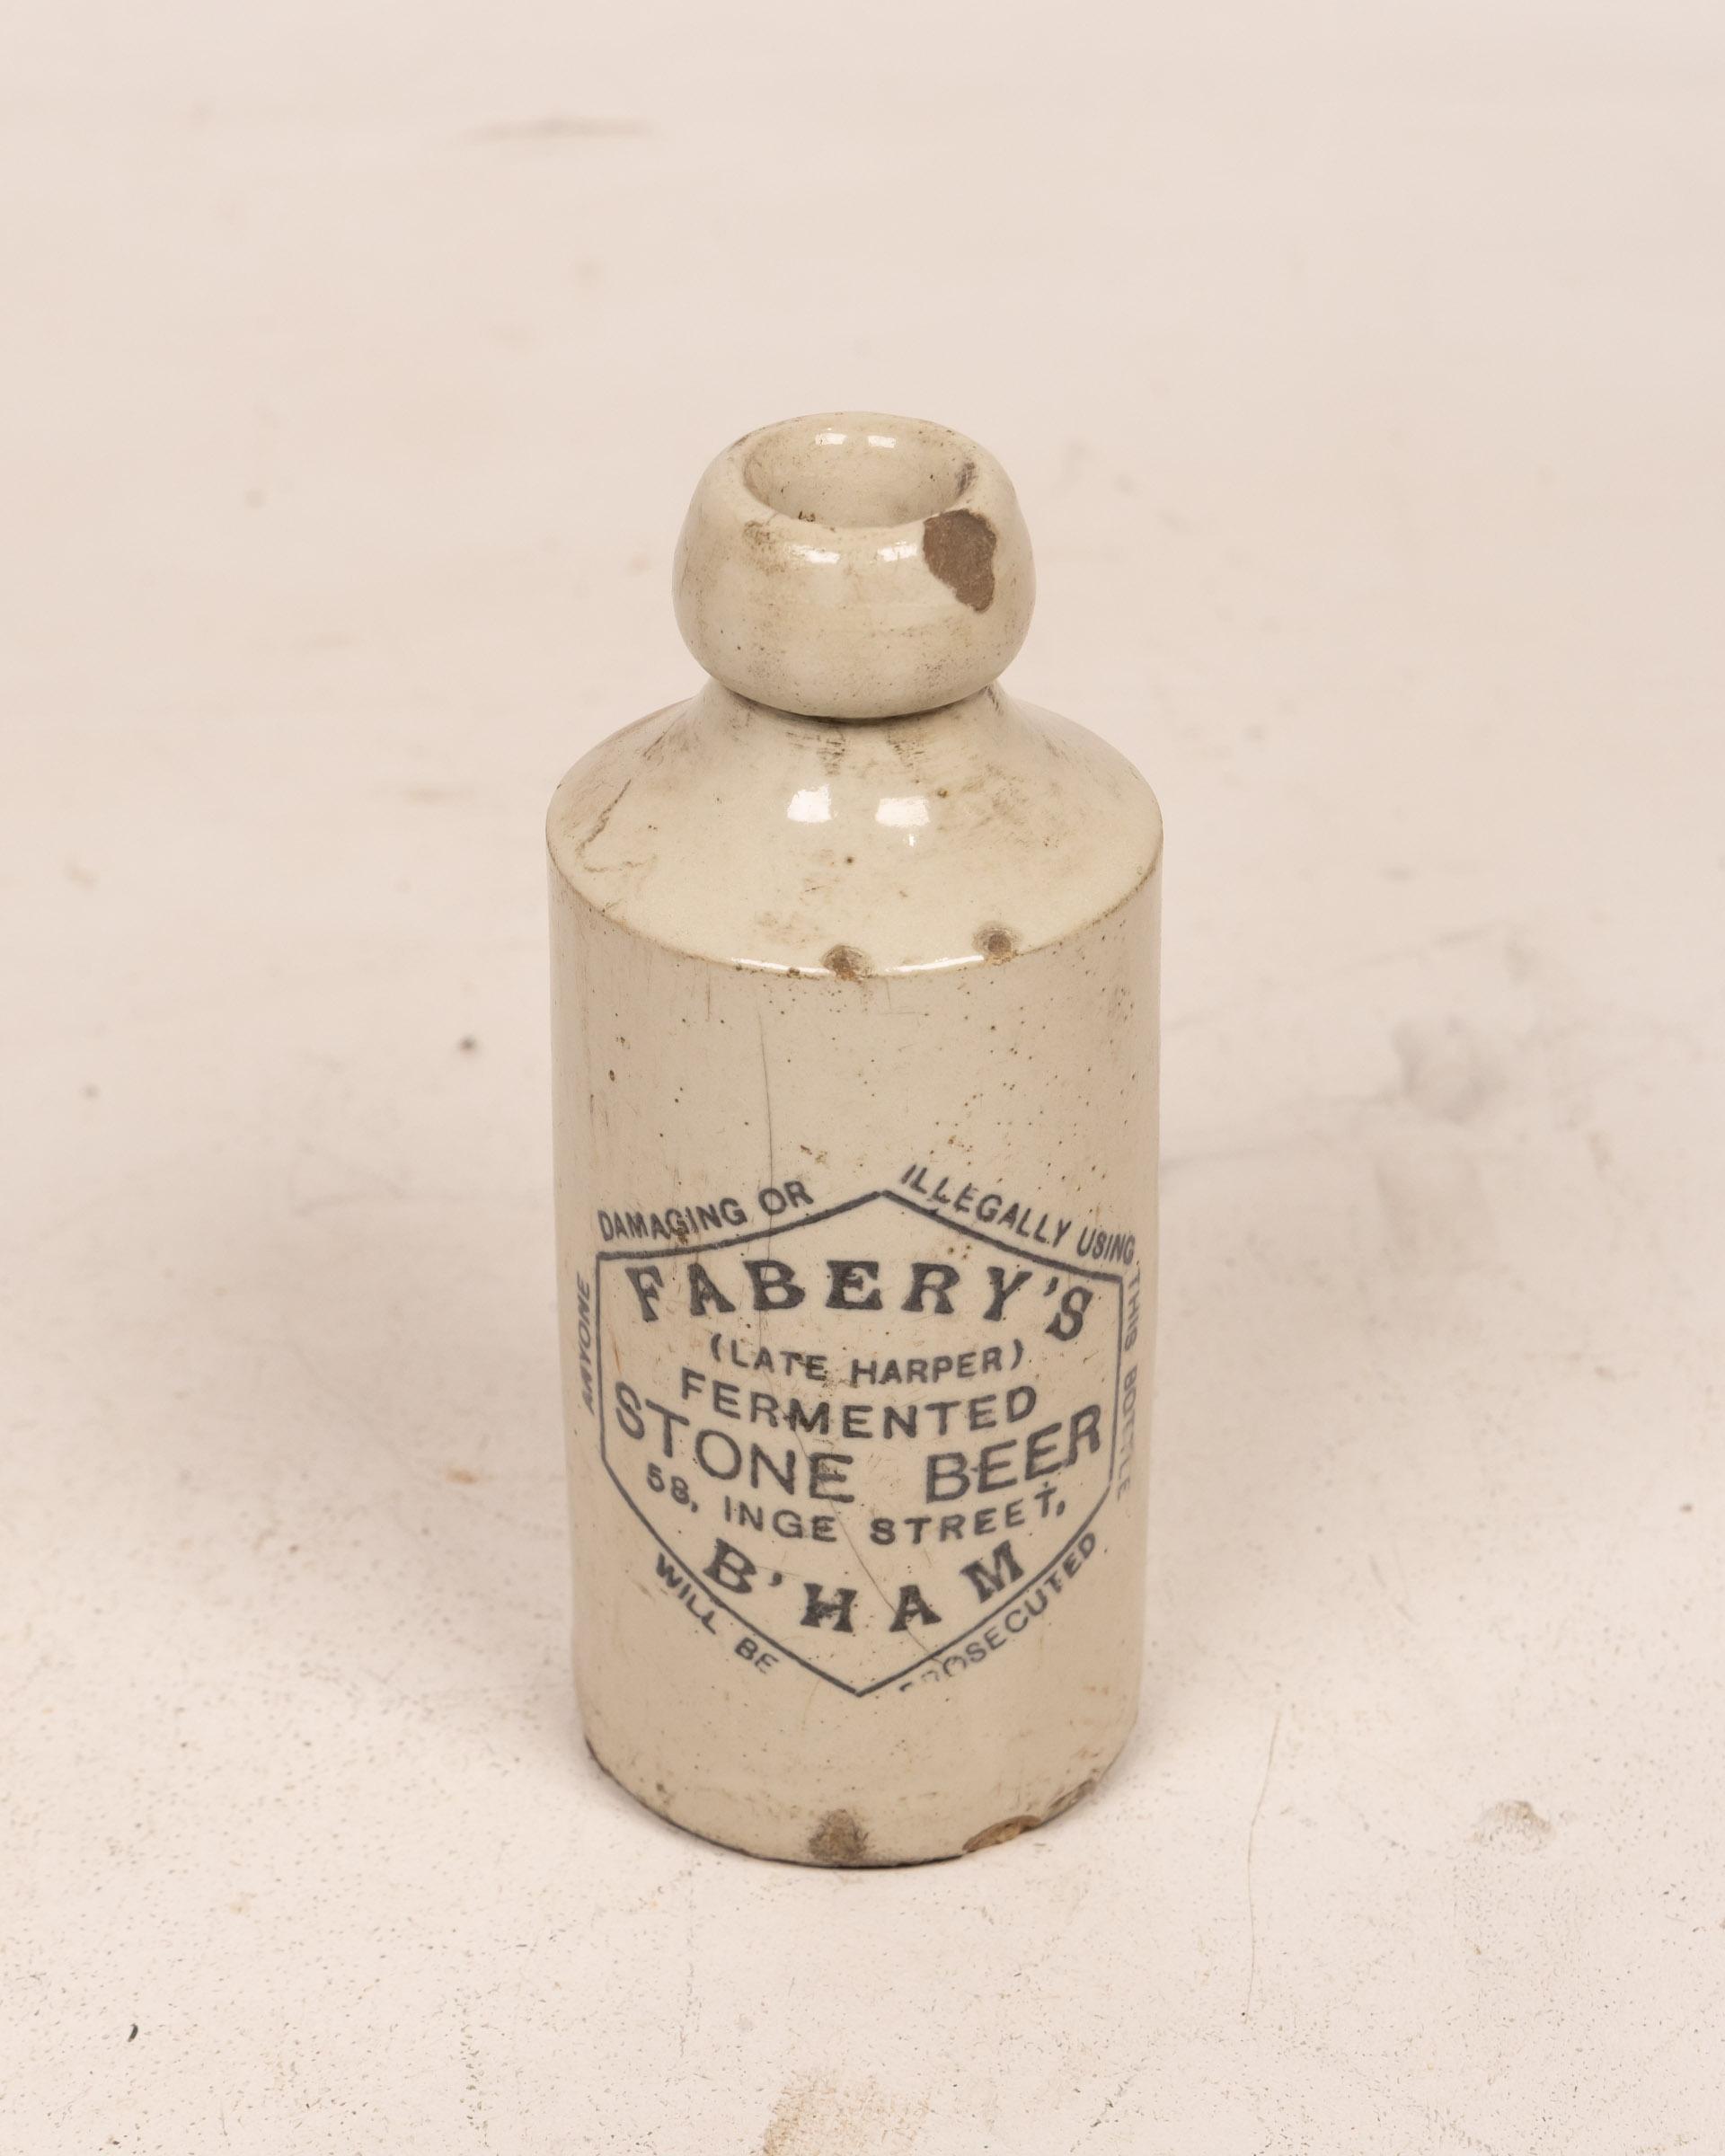 ANYONE DAMAGING OR ILLEGALLY USING THIS BOTTLE WILL BE PROSECUTED
FABERY'S
(LATE HARPER)
FERMENTED
STONE BEER
58, INGE STREET,
B'HAM